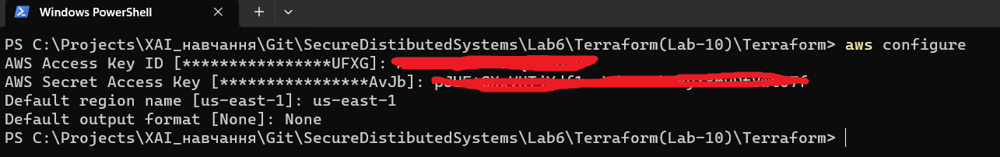 Windows PowerShell
PS C:\Projects\XAI_навчання\Git\SecureDistibutedSystems\Lab6\Terraform(Lab-10)\Terraform> aws configure
AWS Access Key ID [****************UFXG]:
AWS Secret Access Key [****************AvJb]:
Default region name [us-east-1]: us-east-1
Default output format [None]: None
PS C:\Projects\XAI_навчання\Git\SecureDistibutedSystems\Lab6\Terraform(Lab-10)\Terraform>